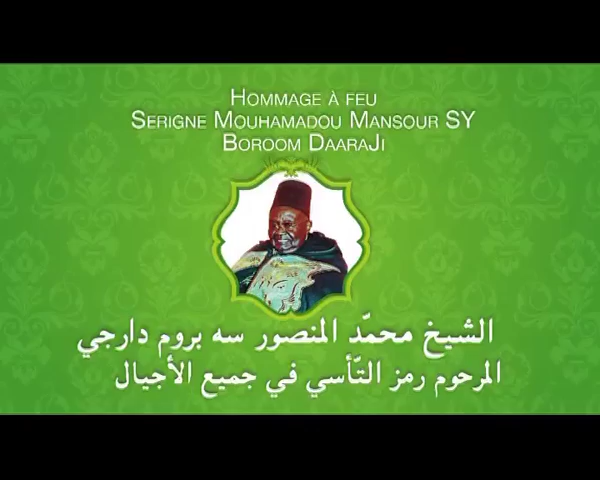 Hommage à feu
Serigne Mouhamadou Mansour SY
Boroom DaaraJi
الشيخ محمّد المنصور سه بروم دارجي
المرحوم رمز التّأسي في جميع الأجيال